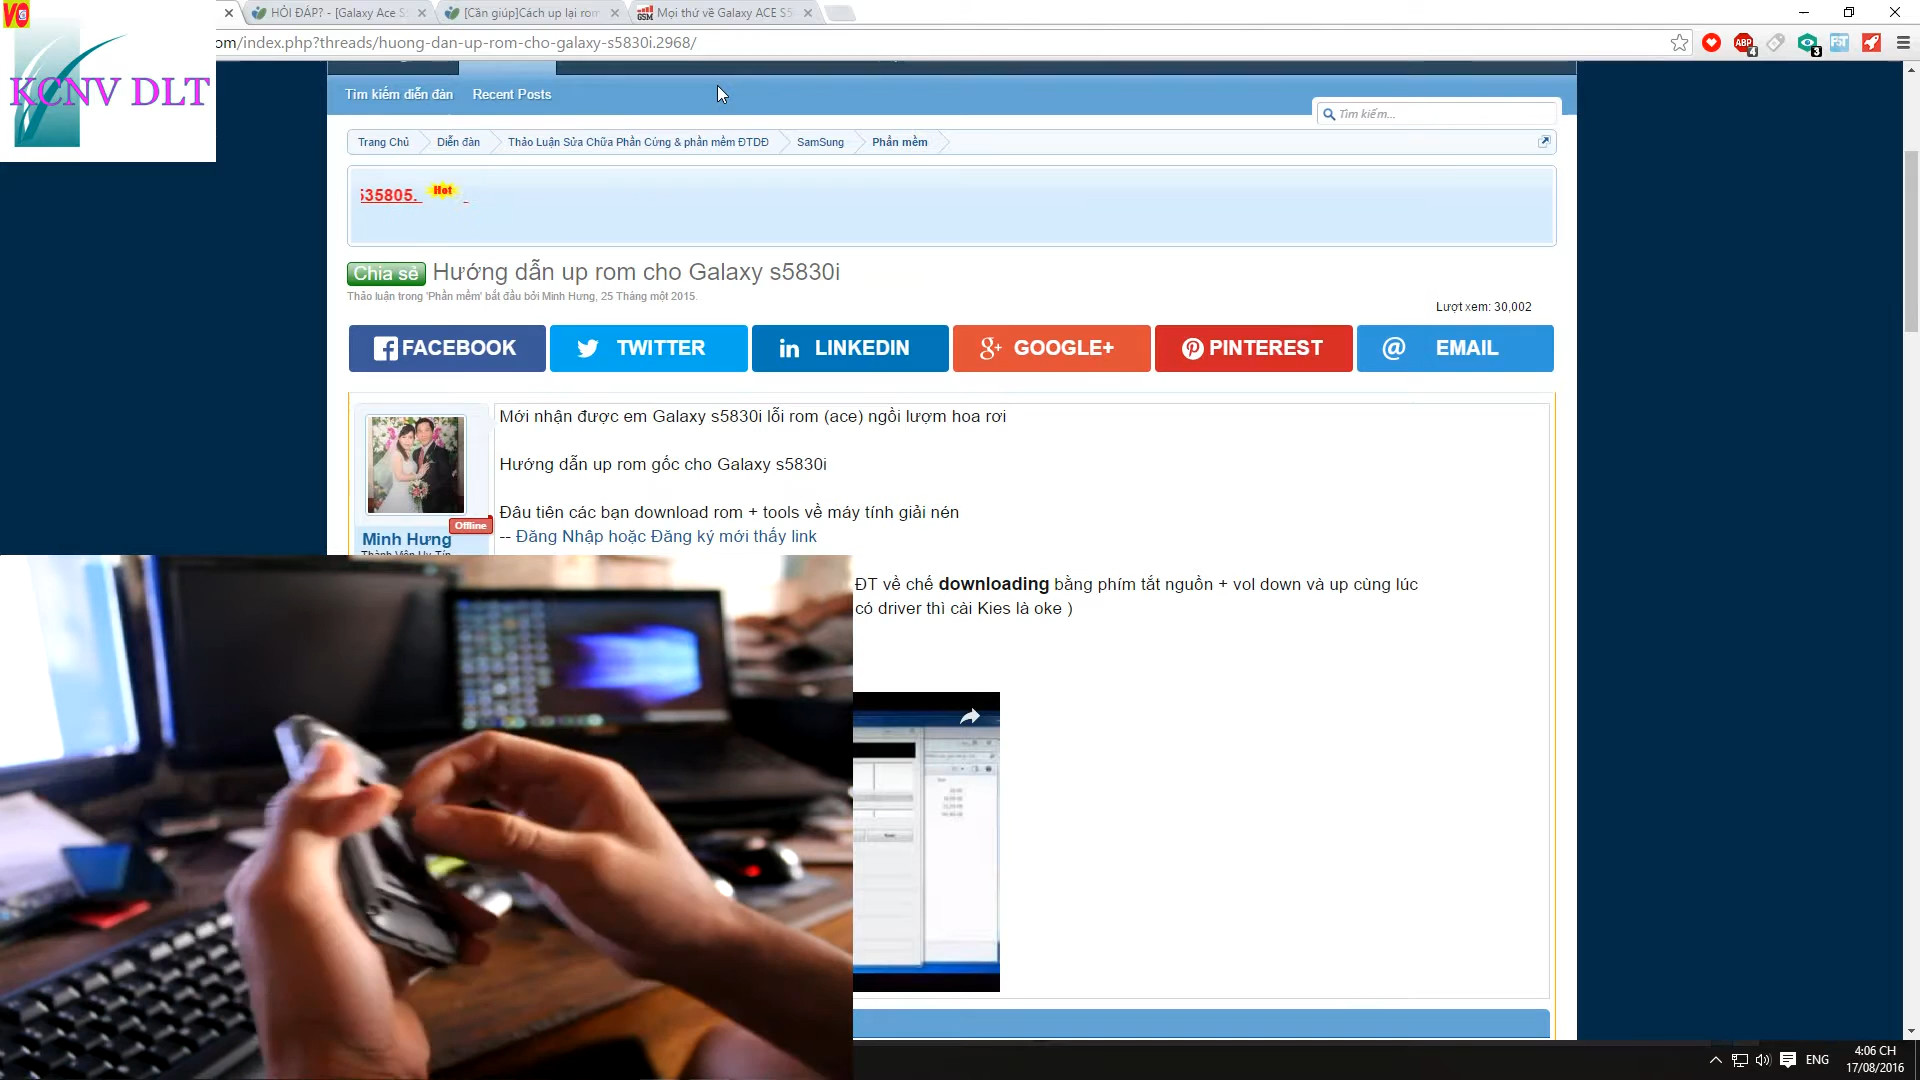 VG
KCNV DLT
HỎI ĐÁP? - [Galaxy Ace S
[Cần giúp]Cách up lại rom
Mọi thứ về Galaxy ACE S5
om/index.php?threads/huong-dan-up-rom-cho-galaxy-s5830i.2968/
Tìm kiếm diễn đàn
Recent Posts
Tìm kiếm...
Trang Chủ
Diễn đàn
Thảo Luận Sửa Chữa Phần Cứng & phần mềm ĐTDĐ
SamSung
Phần mềm
535805.
Hot
Chia sẻ Hướng dẫn up rom cho Galaxy s5830i
Thảo luận trong 'Phần mềm' bắt đầu bởi Minh Hưng, 25 Tháng một 2015.
Lượt xem: 30,002
FACEBOOK
TWITTER
LINKEDIN
GOOGLE+
PINTEREST
EMAIL
Mới nhận được em Galaxy s5830i lỗi rom (ace) ngồi lượm hoa rơi
Hướng dẫn up rom gốc cho Galaxy s5830i
Đâu tiên các bạn download rom + tools về máy tính giải nén
-- Đăng Nhập hoặc Đăng ký mới thấy link
Offline
Minh Hưng
ĐT về chế downloading bằng phím tắt nguồn + vol down và up cùng lúc
có driver thì cài Kies là oke )
ENG
4:06 CH
17/08/2016